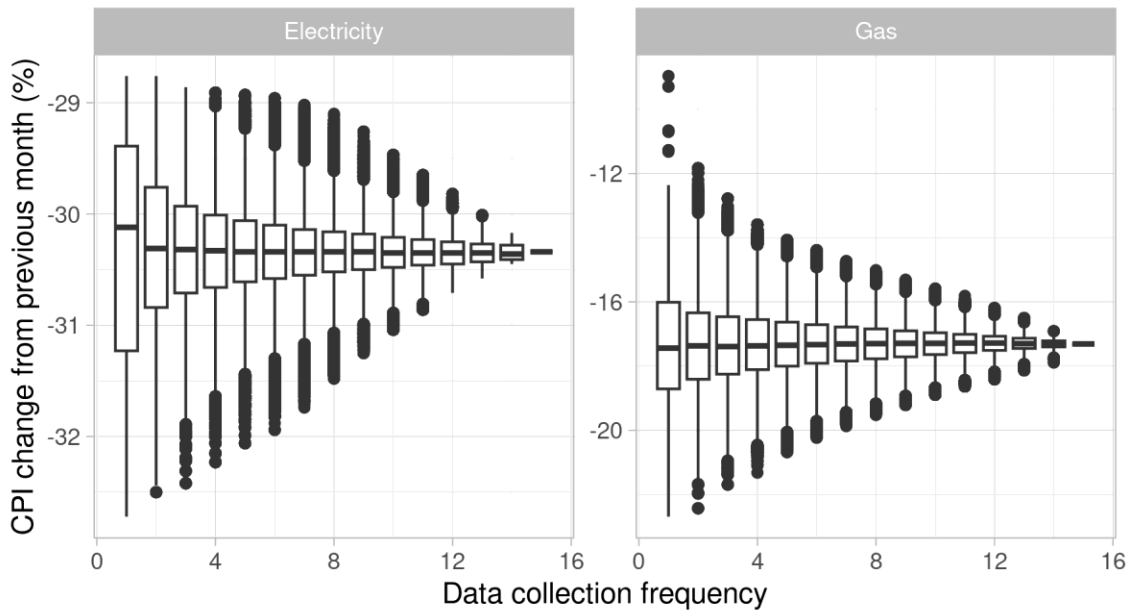 Electricity
Gas
CPI change from previous month (%)
-29
-30
-31
-32
0 4 8 12 16
-12
-16
-20
0 4 8 12 16
Data collection frequency